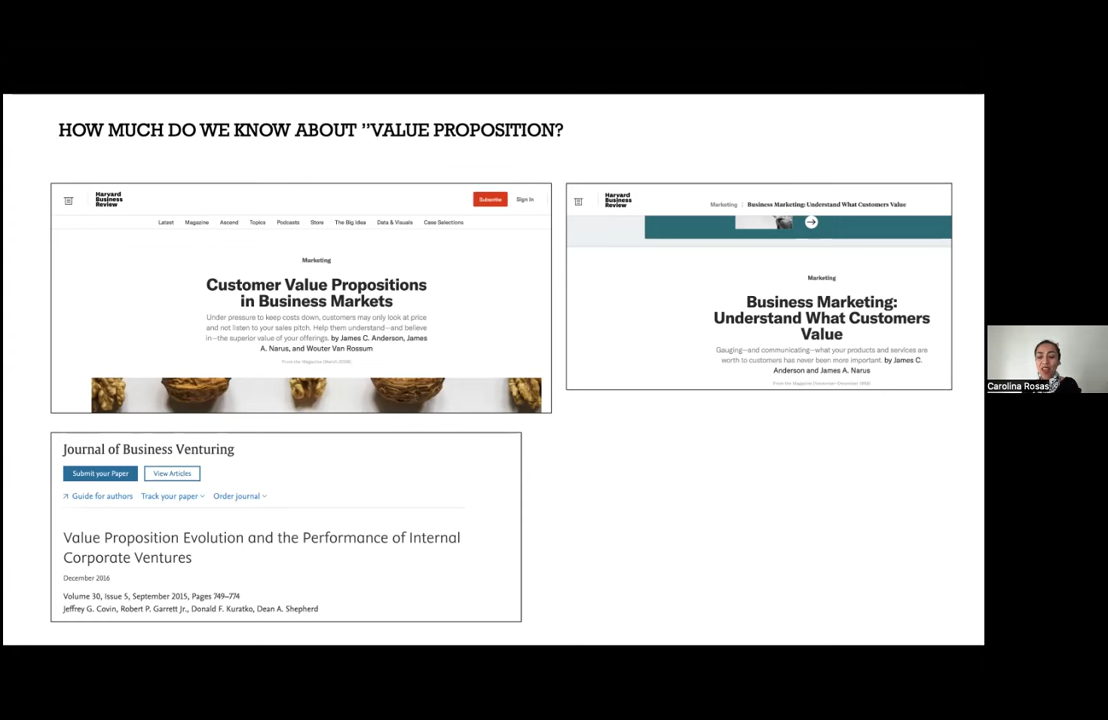 HOW MUCH DO WE KNOW ABOUT ”VALUE PROPOSITION?
Harvard
Business
Review
Subscribe
Sign In
Latest Magazine Ascend Topics Podcasts Store The Big Idea Data & Visuals Case Selections
Marketing
Customer Value Propositions
in Business Markets
Under pressure to keep costs down, customers may only look at price
and not listen to your sales pitch. Help them understand—and believe
in—the superior value of your offerings. by James C. Anderson, James
A. Narus, and Wouter Van Rossum
From the Magazine (March 2006)
Harvard
Business
Review
Marketing | Business Marketing: Understand What Customers Value
Marketing
Business Marketing:
Understand What Customers
Value
Gauging—and communicating—what your products and services are
worth to customers has never been more important. by James C.
Anderson and James A. Narus
From the Magazine
Journal of Business Venturing
Submit your Paper
View Articles
Guide for authors Track your paper Order journal
Value Proposition Evolution and the Performance of Internal
Corporate Ventures
December 2016
Volume 30, Issue 5, September 2015, Pages 749–774
Jeffrey G. Covin, Robert P. Garrett Jr., Donald F. Kuratko, Dean A. Shepherd
Carolina Rosas